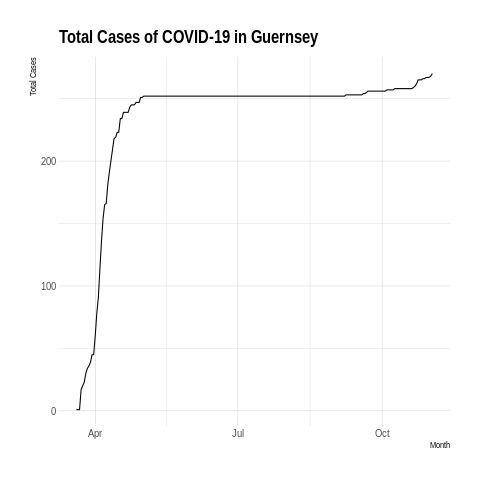 Total Cases of COVID-19 in Guernsey
Total Cases
200
100
0
Apr Jul Oct
Month